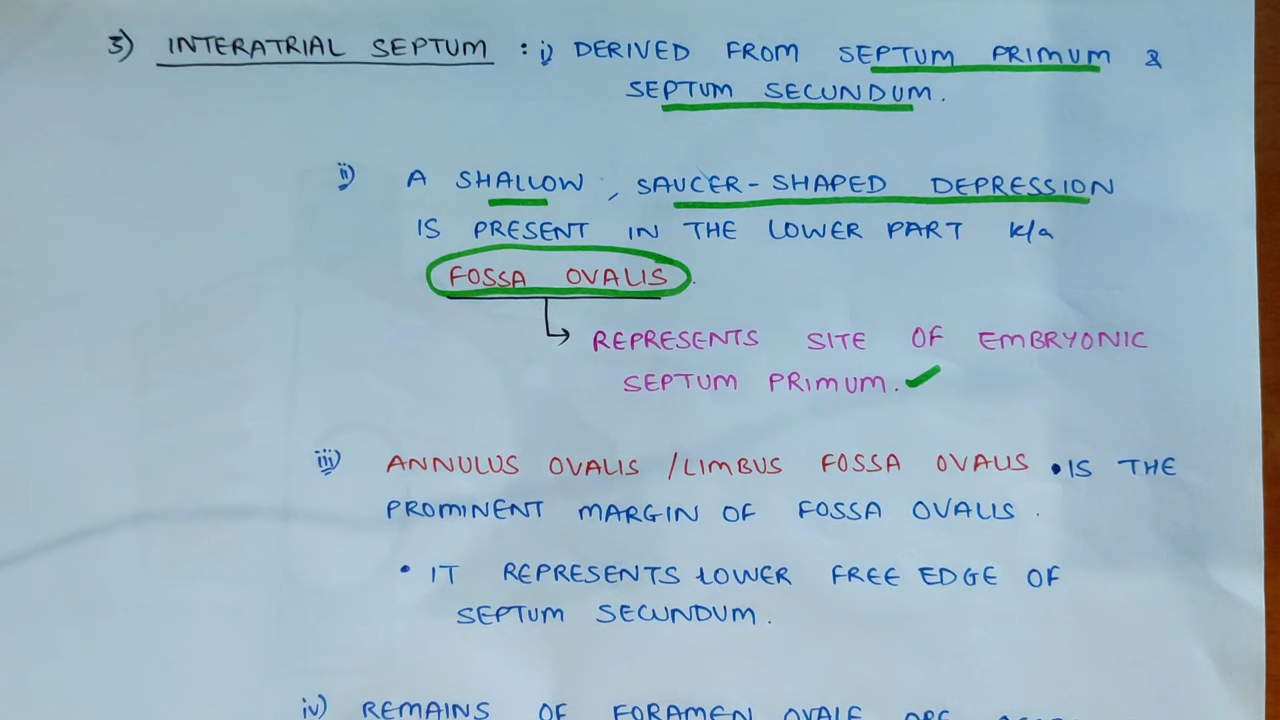 3) INTERATRIAL SEPTUM : i) DERIVED FROM SEPTUM PRIMUM &
SEPTUM SECUNDUM.
ii) A SHALLOW, SAUCER-SHAPED DEPRESSION
IS PRESENT IN THE LOWER PART k/a
FOSSA OVALIS.
REPRESENTS SITE OF EMBRYONIC
SEPTUM PRIMUM.
iii) ANNULUS OVALIS / LIMBUS FOSSA OVALIS • IS THE
PROMINENT MARGIN OF FOSSA OVALIS.
• IT REPRESENTS LOWER FREE EDGE OF
SEPTUM SECUNDUM.
iv) REMAINS OF FORAMEN OVALE ARE